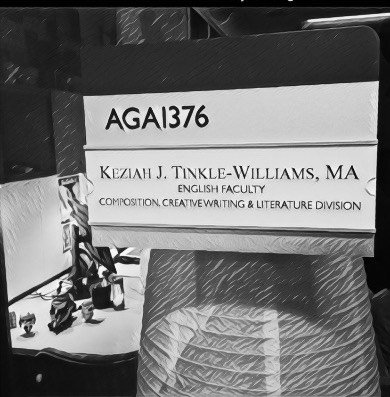 AGA1376
KEZIAH J. TINKLE-WILLIAMS, MA
ENGLISH FACULTY
COMPOSITION, CREATIVE WRITING & LITERATURE DIVISION